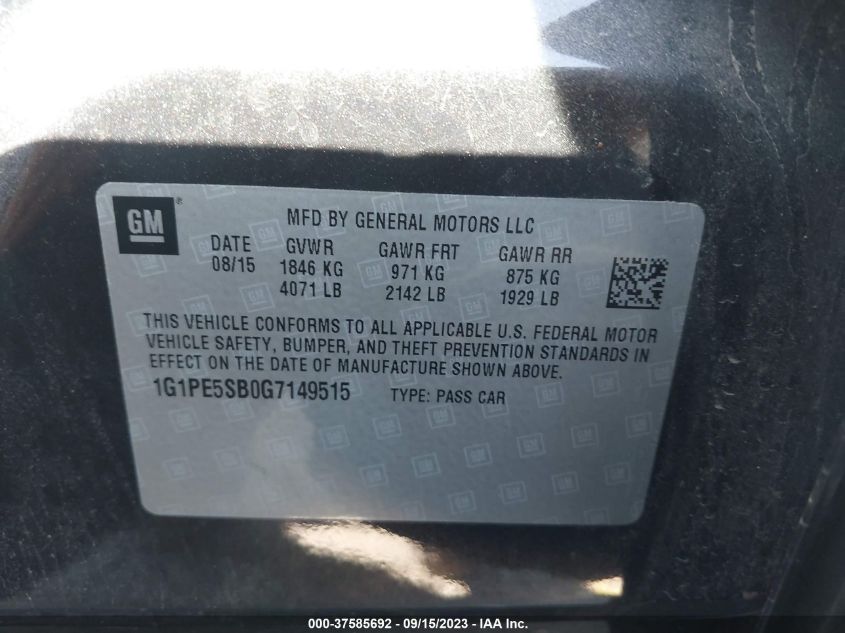 GM ®
MFD BY GENERAL MOTORS LLC
DATE GVWR GAWR FRT GAWR RR
08/15 1846 KG 971 KG 875 KG
4071 LB 2142 LB 1929 LB
THIS VEHICLE CONFORMS TO ALL APPLICABLE U.S. FEDERAL MOTOR
VEHICLE SAFETY, BUMPER, AND THEFT PREVENTION STANDARDS IN
EFFECT ON THE DATE OF MANUFACTURE SHOWN ABOVE.
1G1PE5SB0G7149515 TYPE: PASS CAR
000-37585692 - 09/15/2023 - IAA Inc.